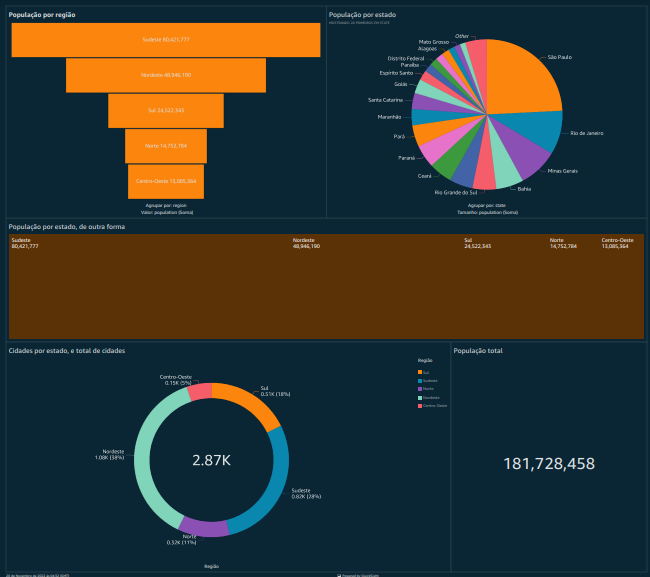 População por região
Sudeste 80,421,777
Nordeste 48,946,190
Sul 24,522,343
Norte 14,752,784
Centro-Oeste 13,085,364
Agrupar por: region
Valor: population (Soma)
População por estado
Other
Mato Grosso
Alagoas
Distrito Federal
Paraíba
Espírito Santo
Goiás
Santa Catarina
Maranhão
Pará
Paraná
Ceará
Rio Grande do Sul
Bahia
Minas Gerais
Rio de Janeiro
São Paulo
Agrupar por: state
Tamanho: population (Soma)
População por estado, de outra forma
Sudeste
80,421,777
Nordeste
48,946,190
Sul
24,522,343
Norte
14,752,784
Centro-Oeste
13,085,364
Cidades por estado, e total de cidades
Centro-Oeste
0.15K (5%)
Sul
0.51K (18%)
Nordeste
1.08K (38%)
2.87K
Sudeste
0.82K (28%)
Norte
0.32K (11%)
Região
Região
Sul
Sudeste
Norte
Nordeste
Centro-Oeste
População total
181,728,458
Powered by QuickSight